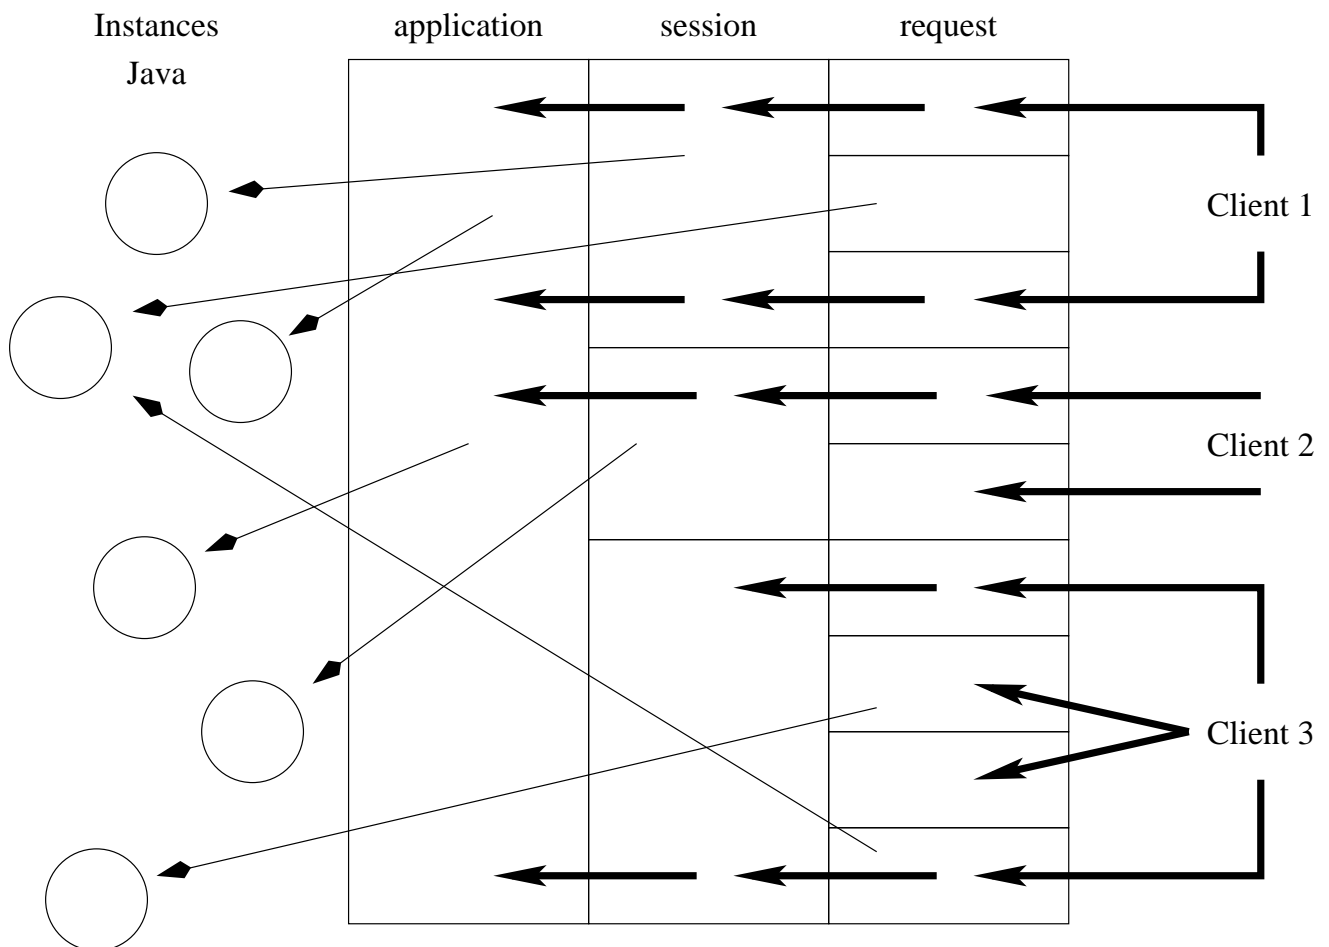 Instances
Java
application
session
request
Client 1
Client 2
Client 3